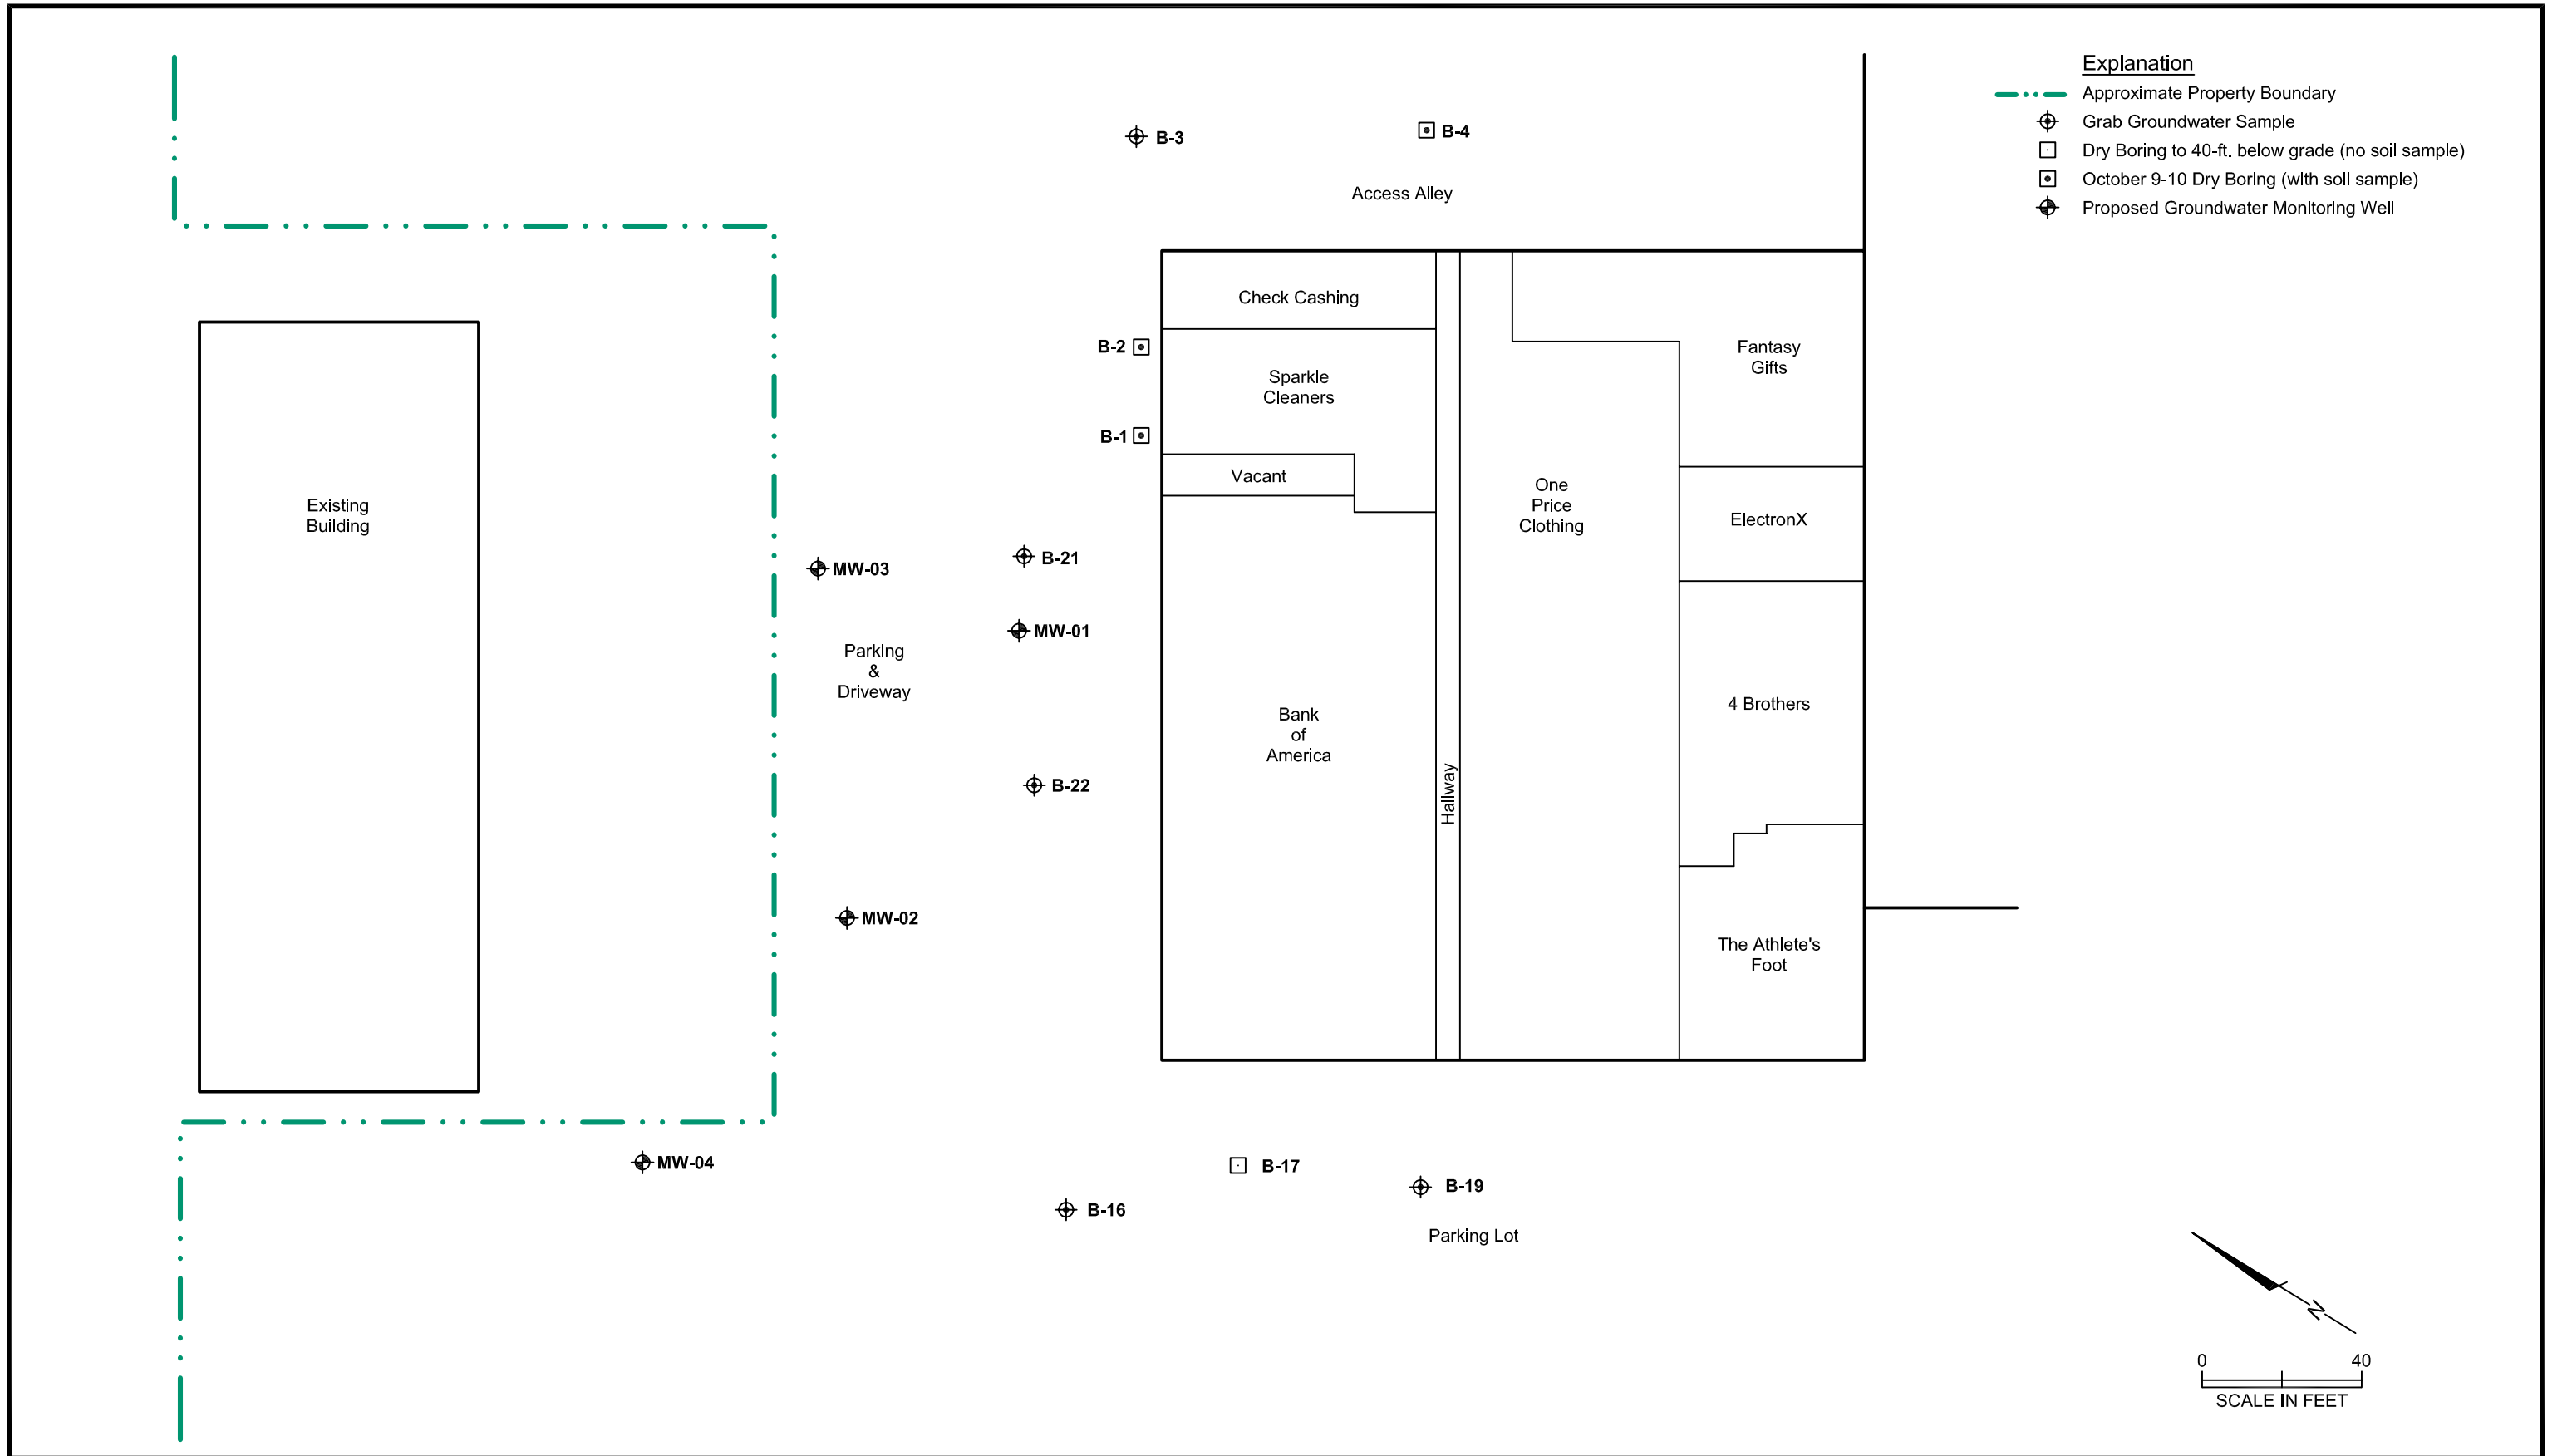 Explanation
Approximate Property Boundary
Grab Groundwater Sample
Dry Boring to 40-ft. below grade (no soil sample)
October 9-10 Dry Boring (with soil sample)
Proposed Groundwater Monitoring Well
B-3
B-4
Access Alley
Check Cashing
B-2
Sparkle
Cleaners
Fantasy
Gifts
B-1
Vacant
Existing
Building
One
Price
Clothing
ElectronX
MW-03
B-21
MW-01
Parking
&
Driveway
Bank
of
America
4 Brothers
B-22
Hallway
MW-02
The Athlete's
Foot
MW-04
B-17
B-19
B-16
Parking Lot
N
0
40
SCALE IN FEET